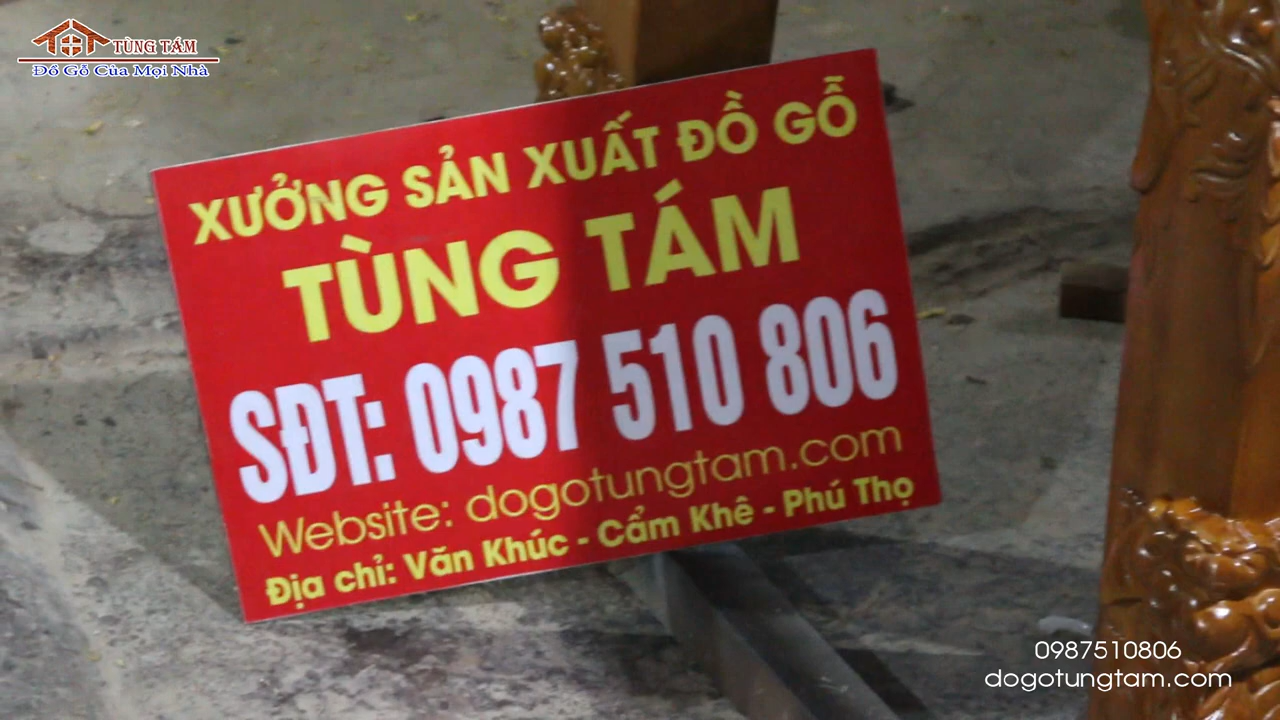 TÙNG TÁM
Đồ Gỗ Của Mọi Nhà
XƯỞNG SẢN XUẤT ĐỒ GỖ
TÙNG TÁM
SĐT: 0987 510 806
Website: dogotungtam.com
Địa chỉ: Văn Khúc - Cẩm Khê - Phú Thọ
0987510806
dogotungtam.com